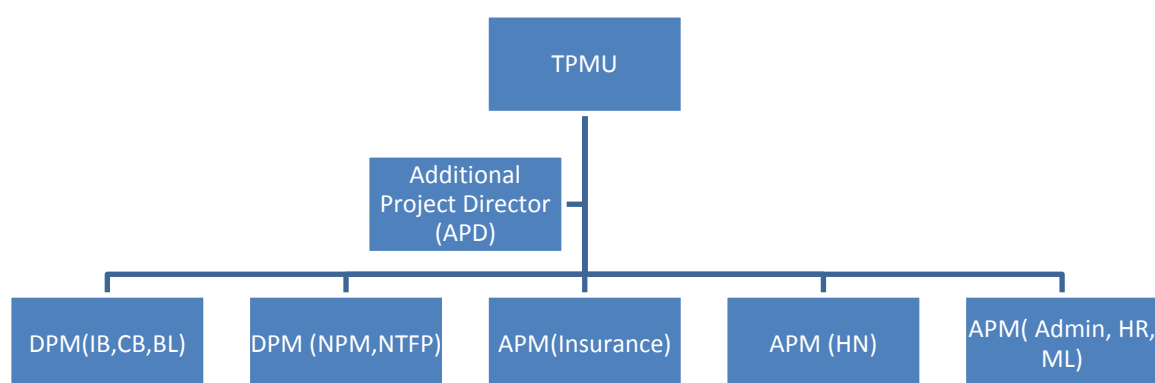 TPMU
Additional
Project Director
(APD)
DPM(IB,CB,BL)
DPM (NPM,NTFP)
APM(Insurance)
APM (HN)
APM( Admin, HR,
ML)